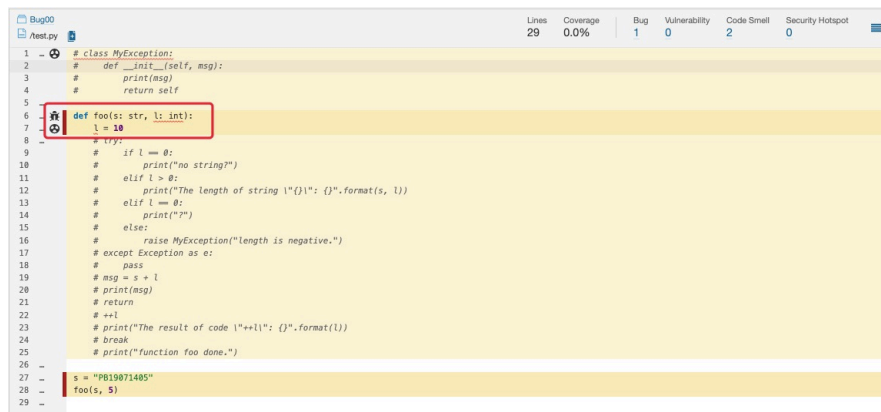 Bug00
/test.py
Lines Coverage Bug Vulnerability Code Smell Security Hotspot
29 0.0% 1 0 2 0
1 # class MyException:
2 #     def __init__(self, msg):
3 #         print(msg)
4 #         return self
5
6 def foo(s: str, l: int):
7     l = 10
8     # try:
9     #     if l == 0:
10     #         print("no string?")
11     #     elif l > 0:
12     #         print("The length of string \"{}\": {}".format(s, l))
13     #     elif l == 0:
14     #         print("?")
15     #     else:
16     #         raise MyException("length is negative.")
17     # except Exception as e:
18     #     pass
19     # msg = s + l
20     # print(msg)
21     # return
22     # ++l
23     # print("The result of code \"++l\": {}".format(l))
24     # break
25     # print("function foo done.")
26
27 s = "PB19071405"
28 foo(s, 5)
29